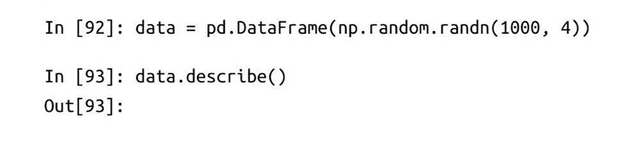 In [92]: data = pd.DataFrame(np.random.randn(1000, 4))
In [93]: data.describe()
Out[93]: